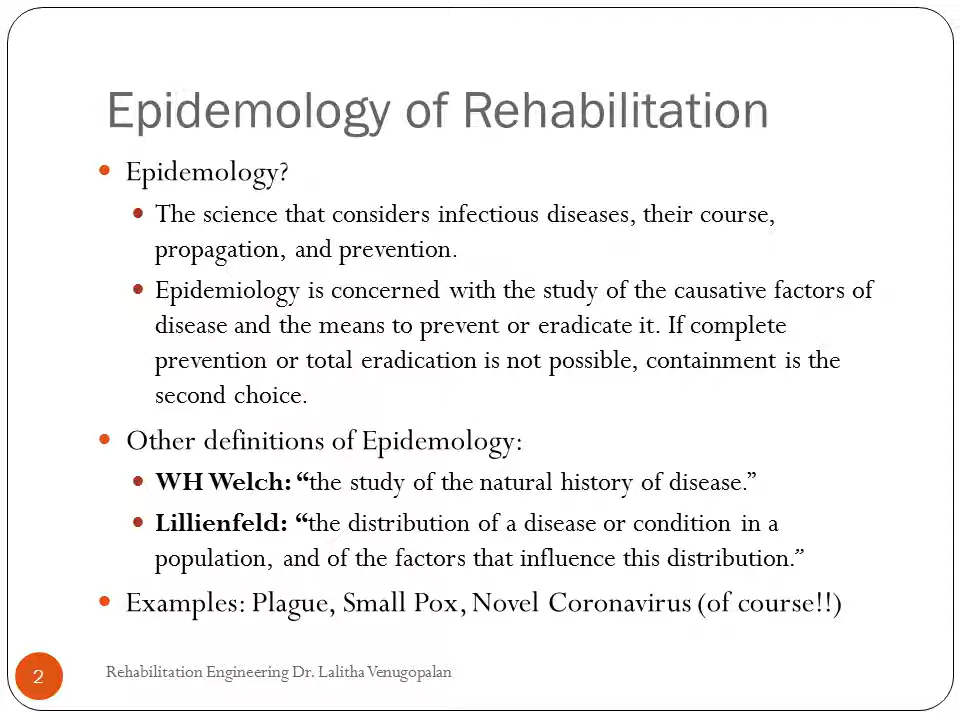 Epidemology of Rehabilitation
Epidemology?
The science that considers infectious diseases, their course,
propagation, and prevention.
Epidemiology is concerned with the study of the causative factors of
disease and the means to prevent or eradicate it. If complete
prevention or total eradication is not possible, containment is the
second choice.
Other definitions of Epidemology:
WH Welch: “the study of the natural history of disease.”
Lillienfeld: “the distribution of a disease or condition in a
population, and of the factors that influence this distribution.”
Examples: Plague, Small Pox, Novel Coronavirus (of course!!)
2
Rehabilitation Engineering Dr. Lalitha Venugopalan